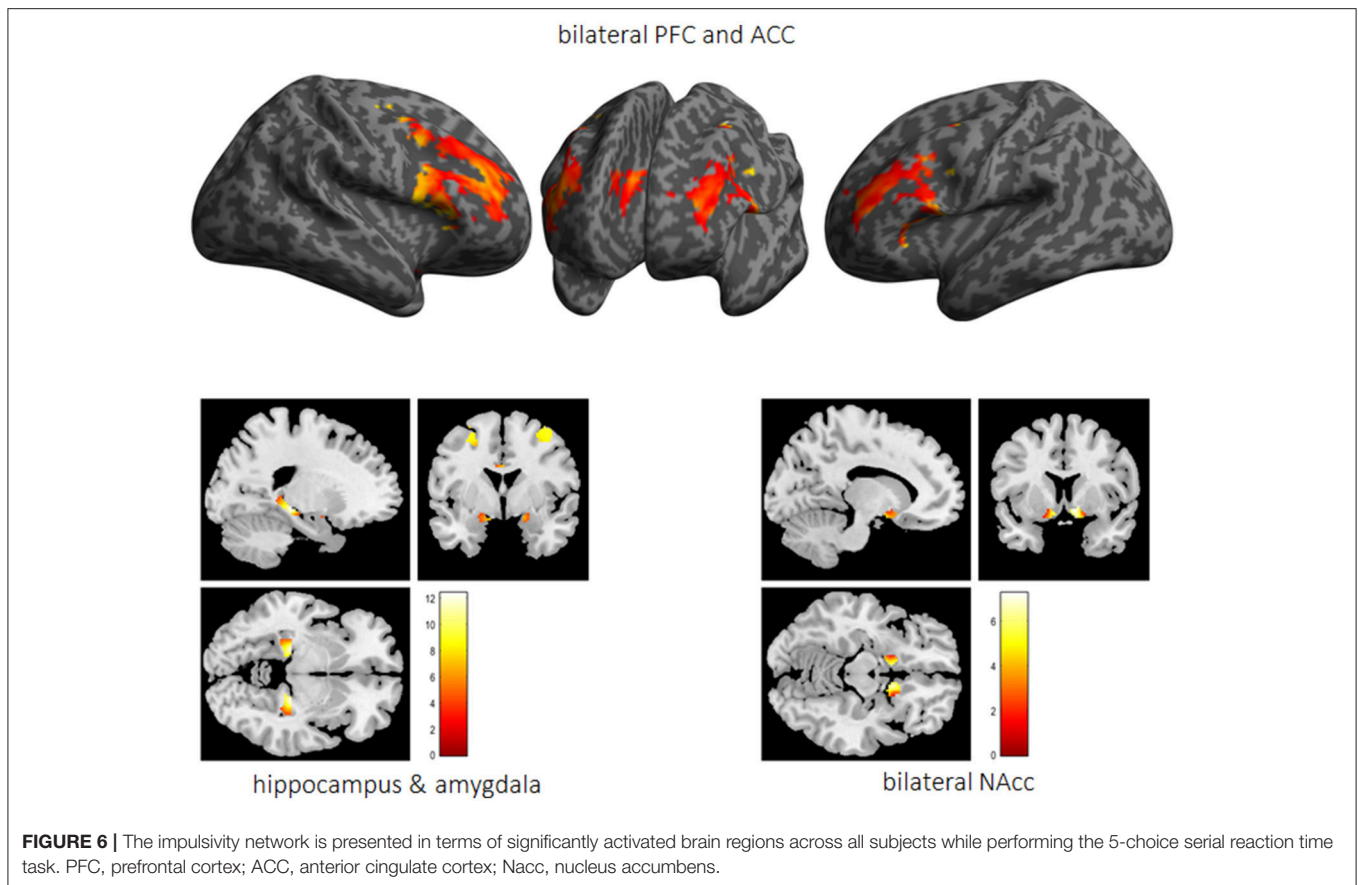 bilateral PFC and ACC
12
10
8
6
4
2
0
6
4
2
0
hippocampus & amygdala
bilateral NAcc
FIGURE 6 | The impulsivity network is presented in terms of significantly activated brain regions across all subjects while performing the 5-choice serial reaction time
task. PFC, prefrontal cortex; ACC, anterior cingulate cortex; Nacc, nucleus accumbens.